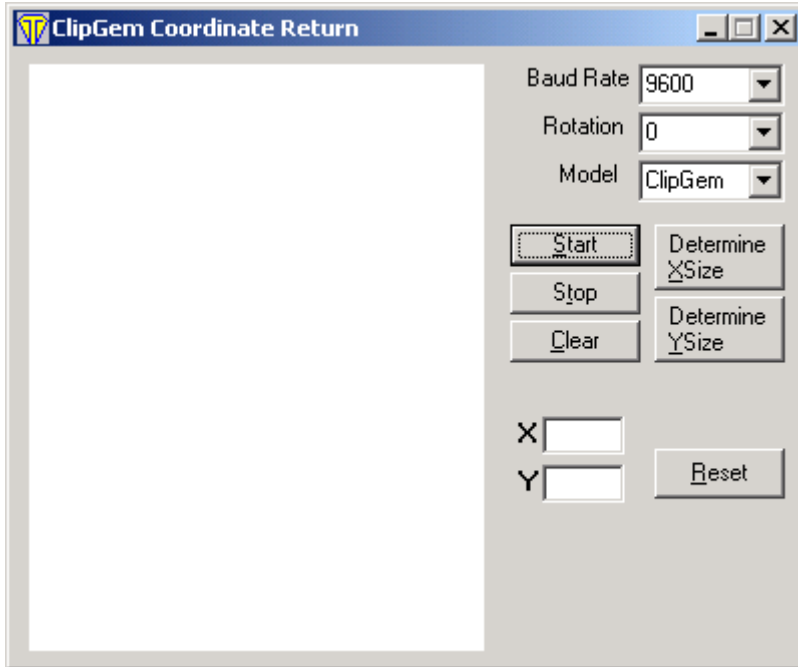 ClipGem Coordinate Return
Baud Rate 9600
Rotation 0
Model ClipGem
Start
Determine
XSize
Stop
Determine
YSize
Clear
X
Y
Reset